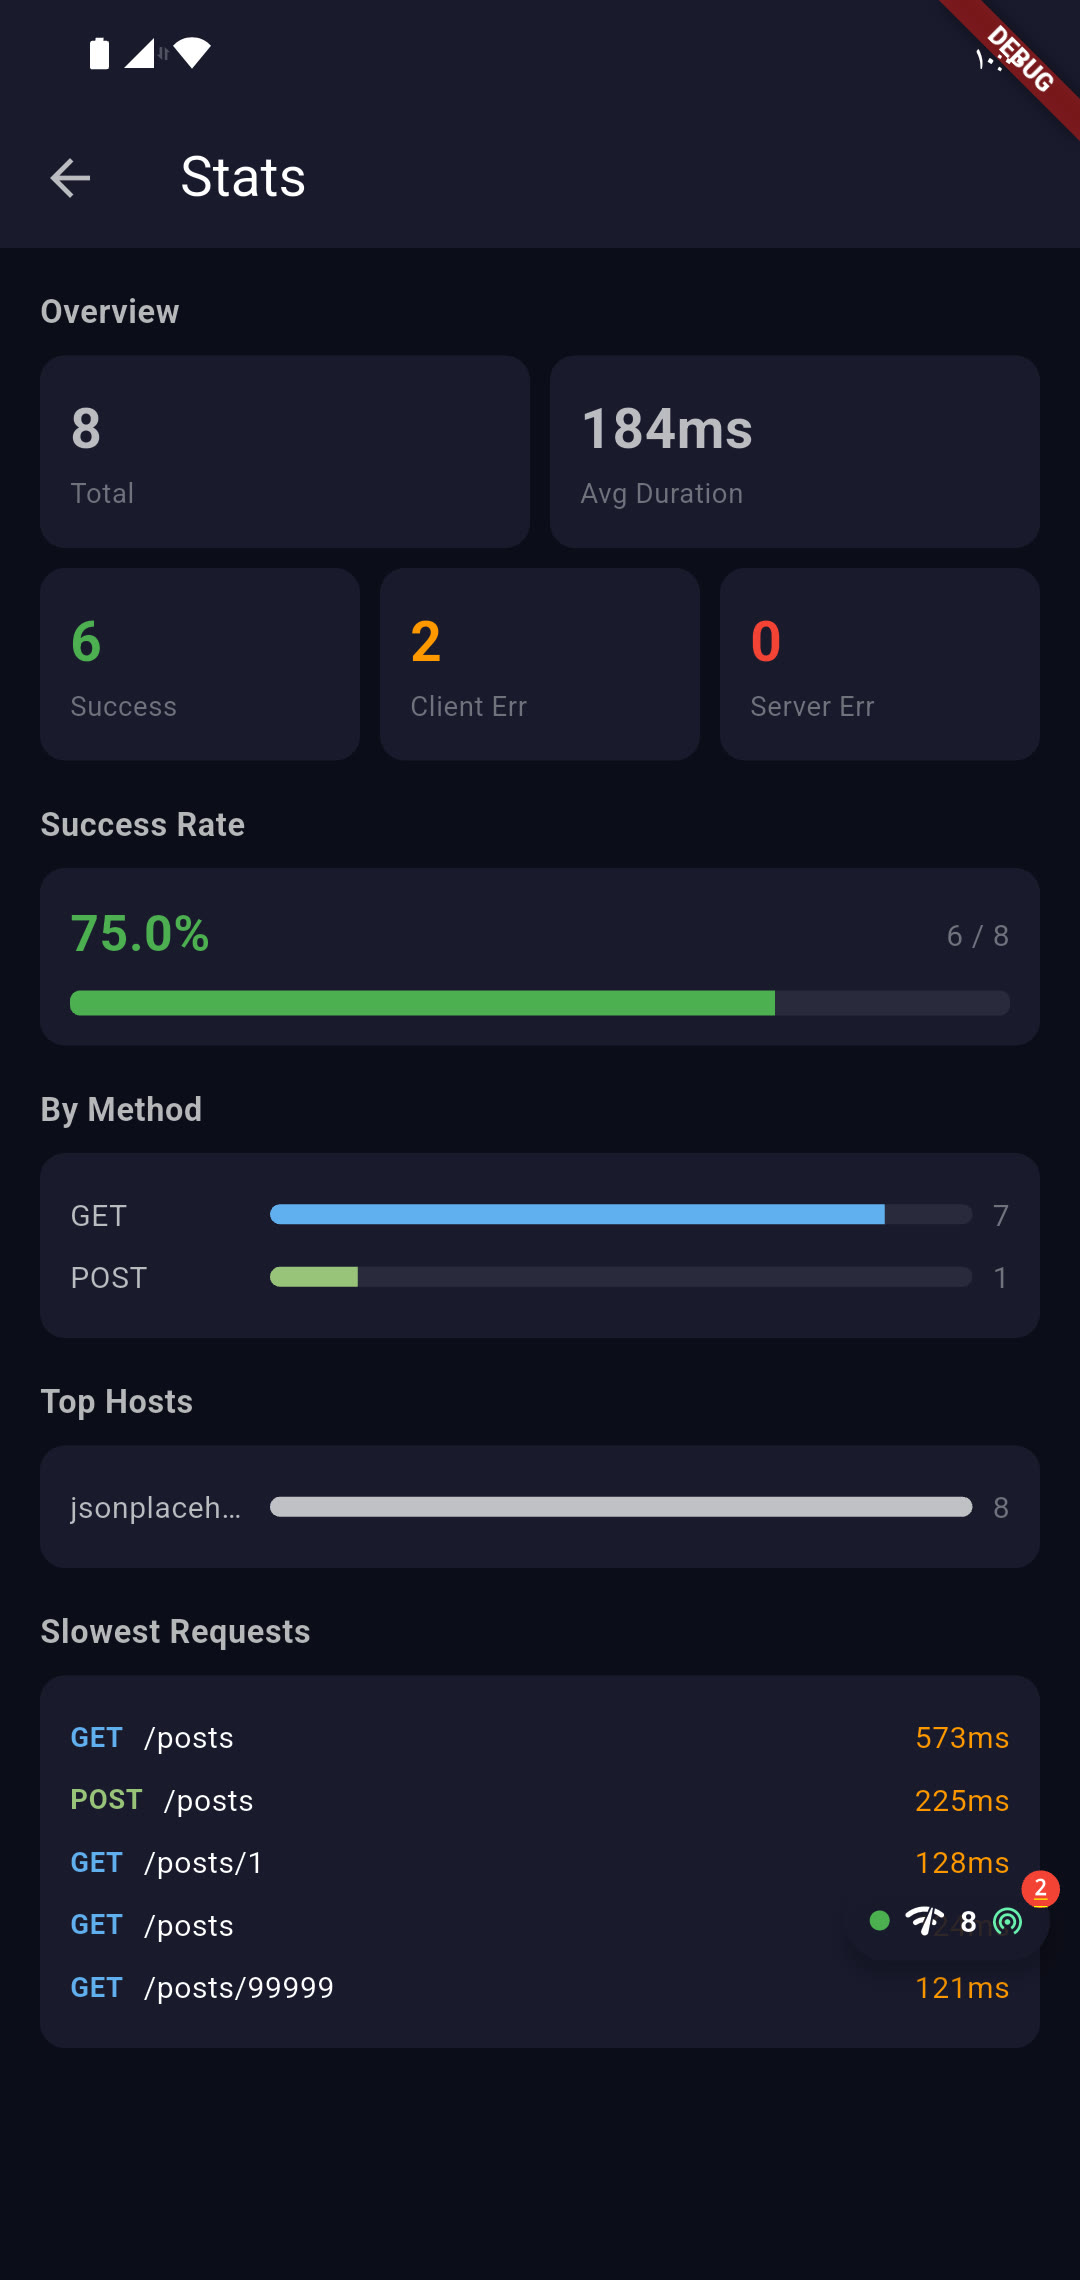 DEBUG
Stats
Overview
8
Total
184ms
Avg Duration
6
Success
2
Client Err
0
Server Err
Success Rate
75.0%
6 / 8
By Method
GET
7
POST
1
Top Hosts
jsonplaceh...
8
Slowest Requests
GET /posts 573ms
POST /posts 225ms
GET /posts/1 128ms
2
GET /posts
8
GET /posts/99999 121ms